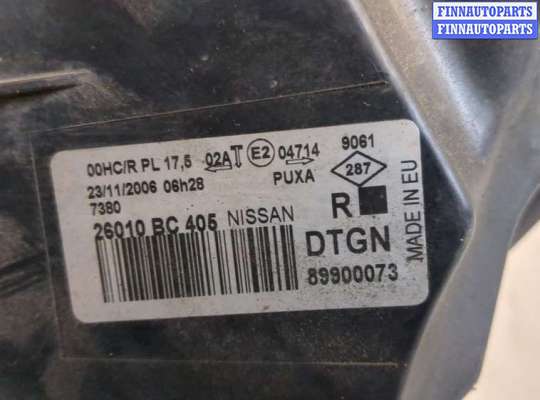 FINNAUTOPARTS
FINNAUTOPARTS
FINNAUTOPARTS
00HC/R PL 17,5 02A E2 04714 9061
23/11/2006 06h28 PUXA 287
7380 R
26010 BC 405 NISSAN
DTGN
89900073
MADE IN EU